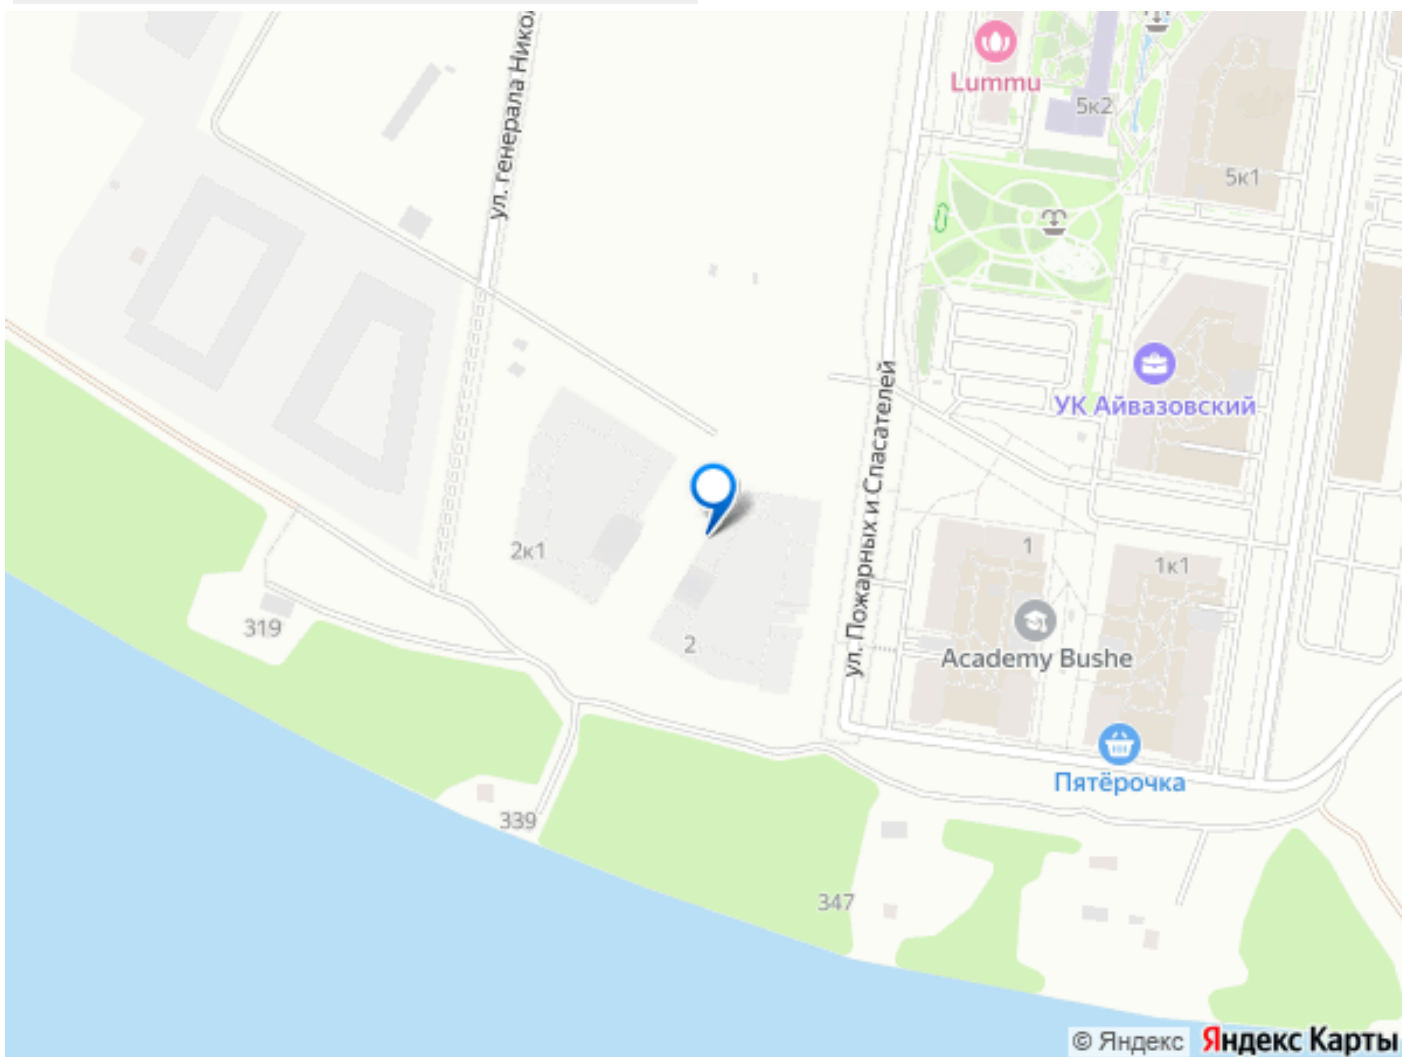 ул. генерала Никол
Lummu
5к2
5к1
УК Айвазовский
ул. Пожарных и Спасателей
2к1
2
1
1к1
Academy Bushe
319
339
347
Пятёрочка
© Яндекс Яндекс Карты